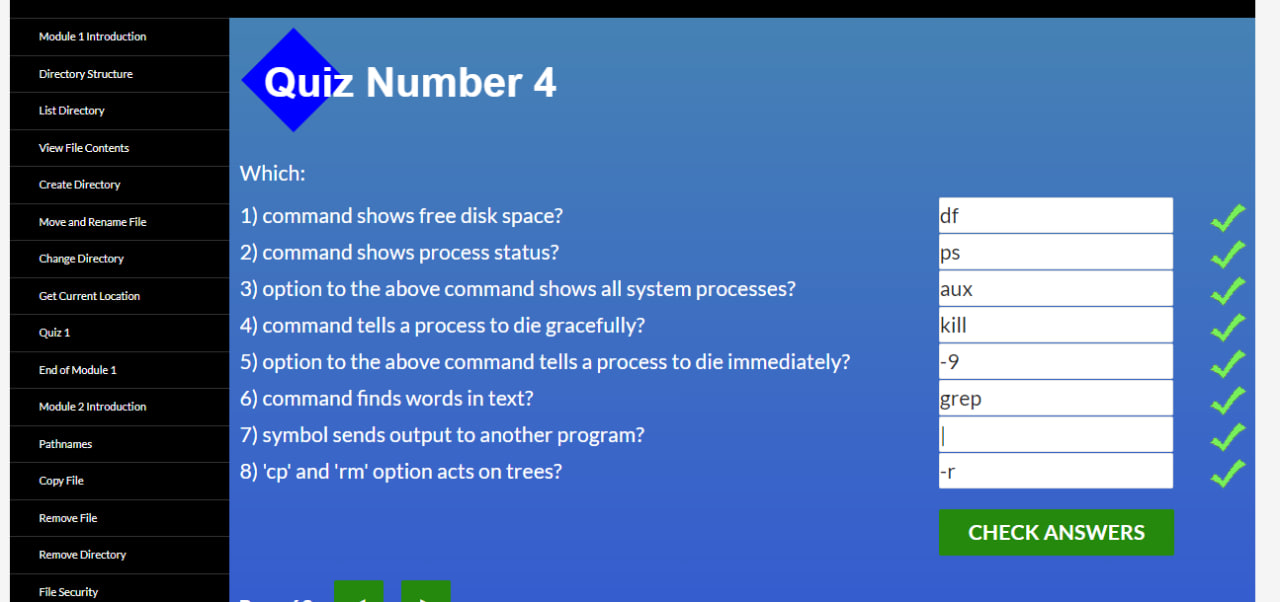 Module 1 Introduction
Directory Structure
List Directory
View File Contents
Create Directory
Move and Rename File
Change Directory
Get Current Location
Quiz 1
End of Module 1
Module 2 Introduction
Pathnames
Copy File
Remove File
Remove Directory
File Security
Quiz Number 4
Which:
1) command shows free disk space? df
2) command shows process status? ps
3) option to the above command shows all system processes? aux
4) command tells a process to die gracefully? kill
5) option to the above command tells a process to die immediately? -9
6) command finds words in text? grep
7) symbol sends output to another program? |
8) 'cp' and 'rm' option acts on trees? -r
CHECK ANSWERS